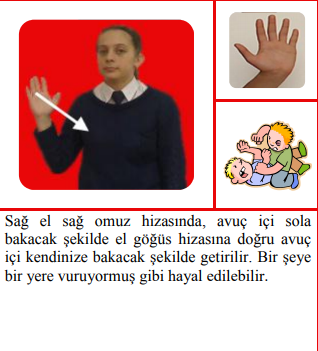 Sağ el sağ omuz hizasında, avuç içi sola
bakacak şekilde el göğüs hizasına doğru avuç
içi kendinize bakacak şekilde getirilir. Bir şeye
bir yere vuruyormuş gibi hayal edilebilir.